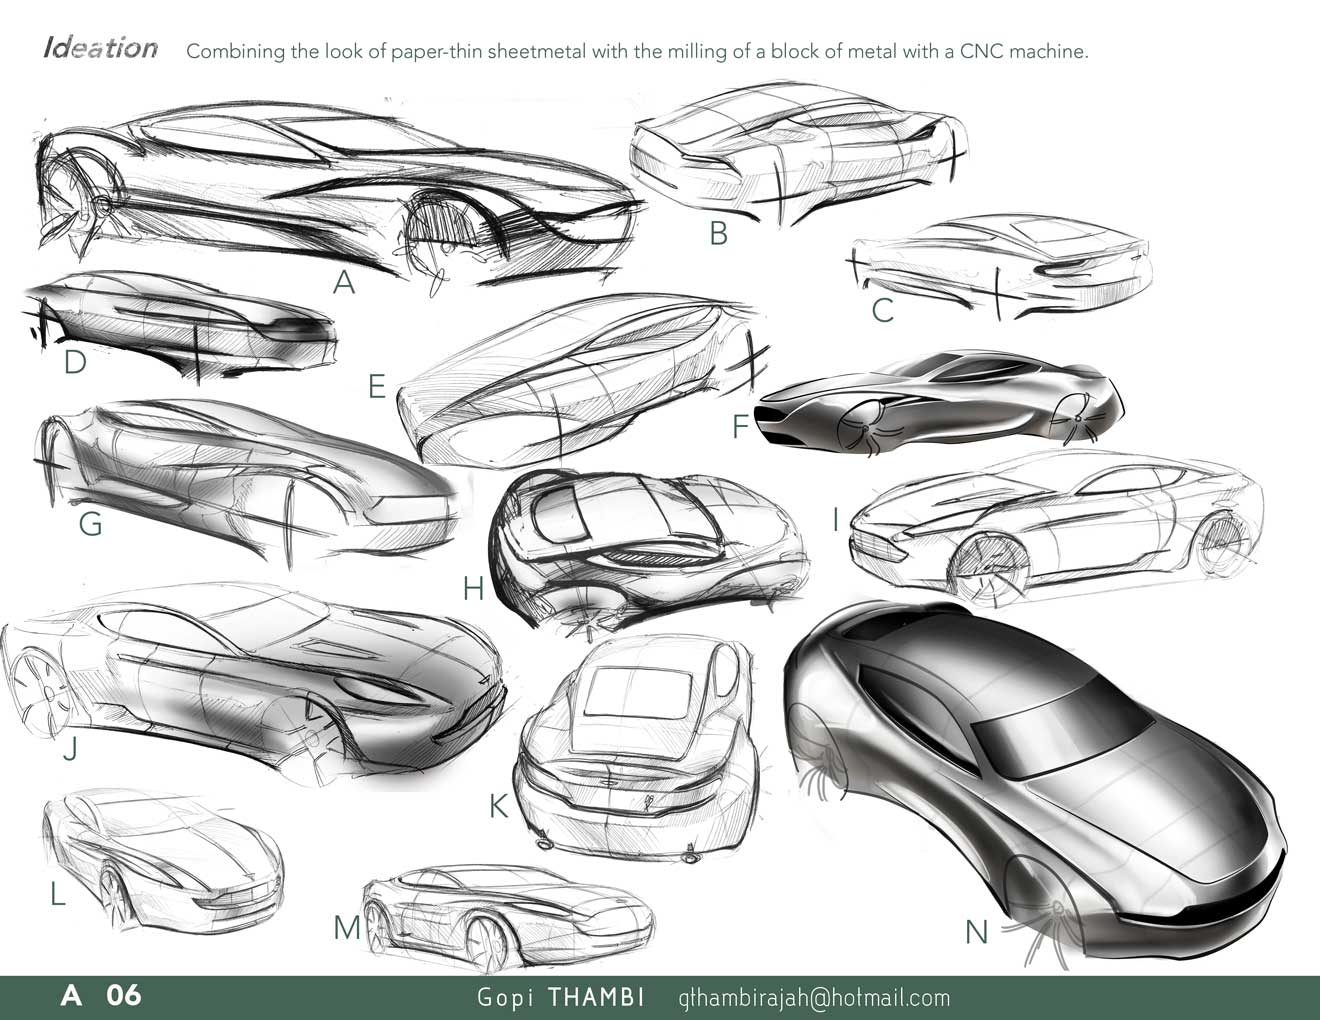 Ideation Combining the look of paper-thin sheetmetal with the milling of a block of metal with a CNC machine.
A
B
C
D
E
F
G
H
I
J
K
L
M
N
A 06 Gopi THAMBI gthambirajah@hotmail.com